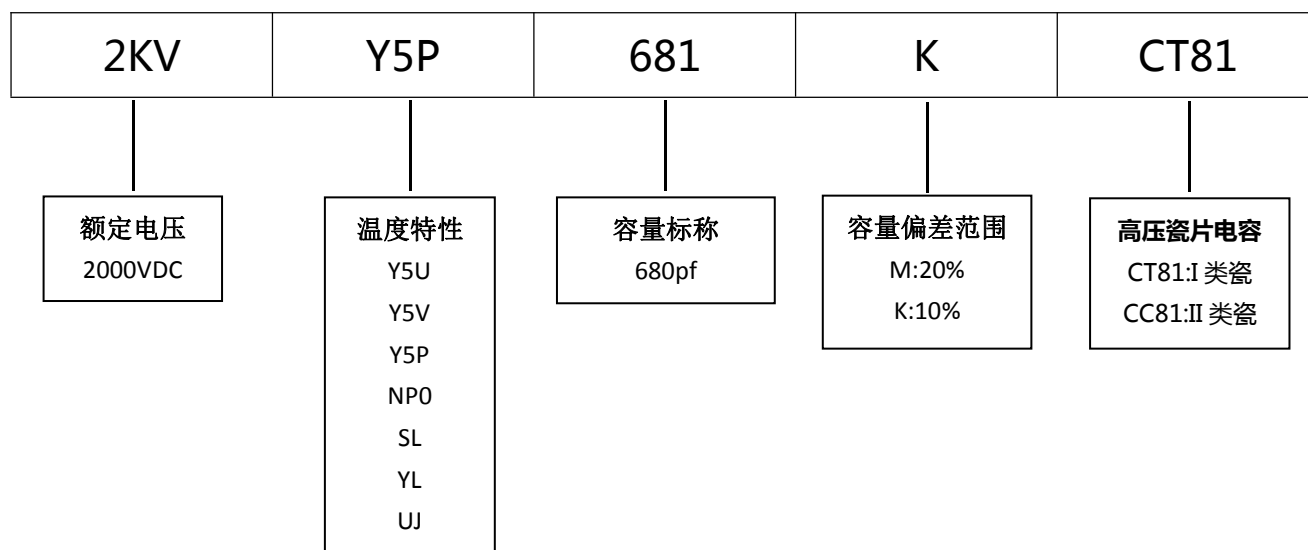 2KV Y5P 681 K CT81
额定电压
2000VDC
温度特性
Y5U
Y5V
Y5P
NP0
SL
YL
UJ
容量标称
680pf
容量偏差范围
M:20%
K:10%
高压瓷片电容
CT81:I 类瓷
CC81:II 类瓷